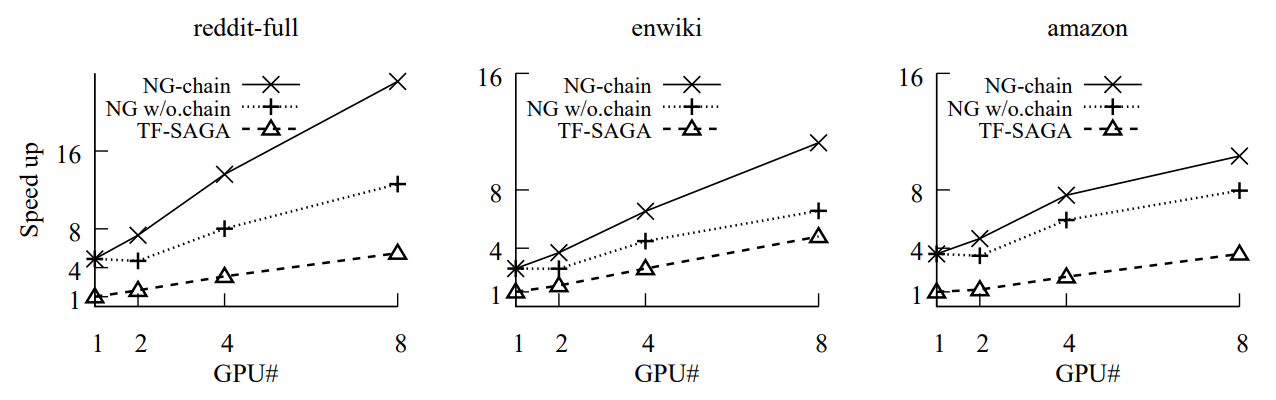 reddit-full
NG-chain
NG w/o.chain
TF-SAGA
Speed up
16
8
4
1
1 2 4 8
GPU#
enwiki
NG-chain
NG w/o.chain
TF-SAGA
16
8
4
1
1 2 4 8
GPU#
amazon
NG-chain
NG w/o.chain
TF-SAGA
16
8
4
1
1 2 4 8
GPU#